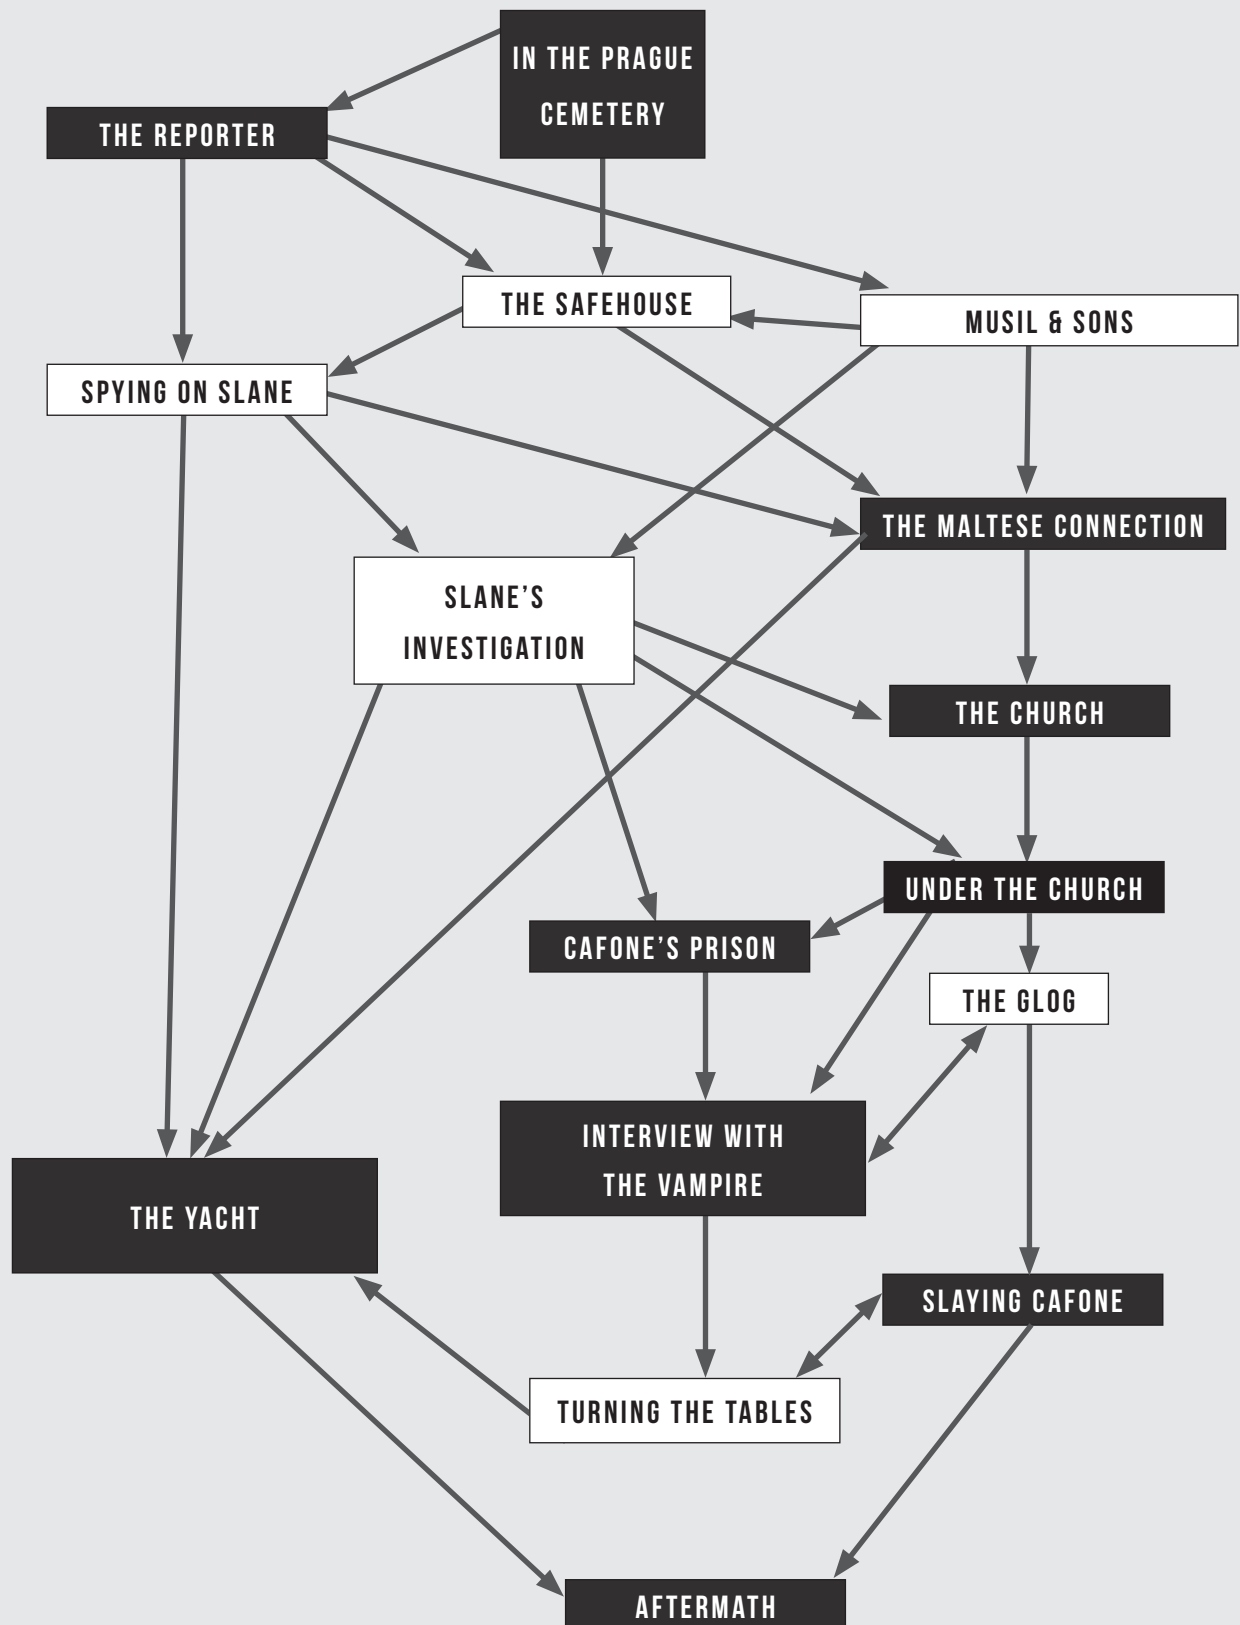 IN THE PRAGUE
CEMETERY
THE REPORTER
THE SAFEHOUSE
MUSIL & SONS
SPYING ON SLANE
THE MALTESE CONNECTION
SLANE'S
INVESTIGATION
THE CHURCH
UNDER THE CHURCH
CAFONE'S PRISON
THE GLOG
INTERVIEW WITH
THE VAMPIRE
THE YACHT
SLAYING CAFONE
TURNING THE TABLES
AFTERMATH